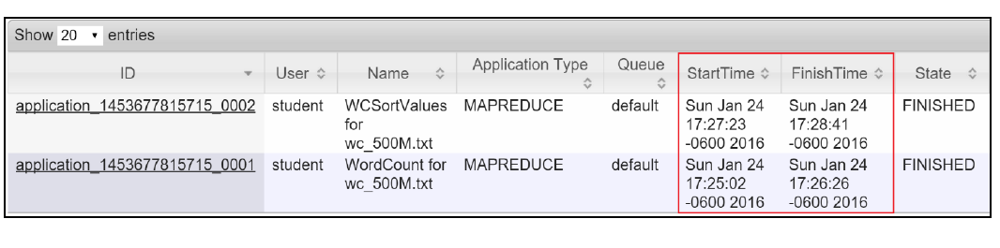 Show 20 entries
ID User Name Application Type Queue StartTime FinishTime State
application_1453677815715_0002 student WCSortValues for wc_500M.txt MAPREDUCE default Sun Jan 24 17:27:23 -0600 2016 Sun Jan 24 17:28:41 -0600 2016 FINISHED
application_1453677815715_0001 student WordCount for wc_500M.txt MAPREDUCE default Sun Jan 24 17:25:02 -0600 2016 Sun Jan 24 17:26:26 -0600 2016 FINISHED